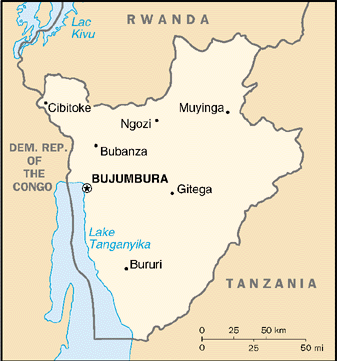 Lac
Kivu
RWANDA
Cibitoke
Muyinga
Ngozi
DEM. REP.
OF
THE
CONGO
Bubanza
BUJUMBURA
Gitega
Lake
Tanganyika
Bururi
TANZANIA
0 25 50 km
0 25 50 mi